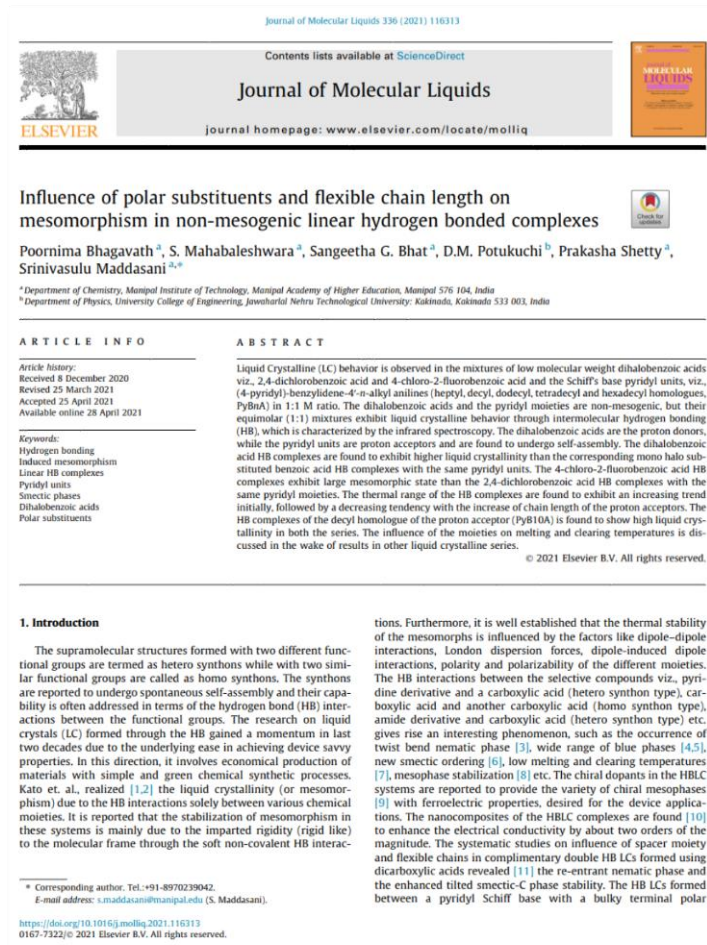 Journal of Molecular Liquids 336 (2021) 116313
Contents lists available at ScienceDirect
Journal of Molecular Liquids
journal homepage: www.elsevier.com/locate/molliq
ELSEVIER
MOLECULAR
LIQUIDS
Influence of polar substituents and flexible chain length on
mesomorphism in non-mesogenic linear hydrogen bonded complexes
Check for
updates
Poornima Bhagavath a, S. Mahabaleshwara a, Sangeetha G. Bhat a, D.M. Potukuchi b, Prakasha Shetty a,
Srinivasulu Maddasani a,*
a Department of Chemistry, Manipal Institute of Technology, Manipal Academy of Higher Education, Manipal 576 104, India
b Department of Physics, University College of Engineering, Jawaharlal Nehru Technological University: Kakinada, Kakinada 533 003, India
ARTICLE INFO
Article history:
Received 8 December 2020
Revised 25 March 2021
Accepted 25 April 2021
Available online 28 April 2021
Keywords:
Hydrogen bonding
Induced mesomorphism
Linear HB complexes
Pyridyl units
Smectic phases
Dihalobenzoic acids
Polar substituents
ABSTRACT
Liquid Crystalline (LC) behavior is observed in the mixtures of low molecular weight dihalobenzoic acids
viz., 2,4-dichlorobenzoic acid and 4-chloro-2-fluorobenzoic acid and the Schiff's base pyridyl units, viz.,
(4-pyridyl)-benzylidene-4′-n-alkyl anilines (heptyl, decyl, dodecyl, tetradecyl and hexadecyl homologues,
PyBnA) in 1:1 M ratio. The dihalobenzoic acids and the pyridyl moieties are non-mesogenic, but their
equimolar (1:1) mixtures exhibit liquid crystalline behavior through intermolecular hydrogen bonding
(HB), which is characterized by the infrared spectroscopy. The dihalobenzoic acids are the proton donors,
while the pyridyl units are proton acceptors and are found to undergo self-assembly. The dihalobenzoic
acid HB complexes are found to exhibit higher liquid crystallinity than the corresponding mono halo sub-
stituted benzoic acid HB complexes with the same pyridyl units. The 4-chloro-2-fluorobenzoic acid HB
complexes exhibit large mesomorphic state than the 2,4-dichlorobenzoic acid HB complexes with the
same pyridyl moieties. The thermal range of the HB complexes are found to exhibit an increasing trend
initially, followed by a decreasing tendency with the increase of chain length of the proton acceptors. The
HB complexes of the decyl homologue of the proton acceptor (PyB10A) is found to show high liquid crys-
tallinity in both the series. The influence of the moieties on melting and clearing temperatures is dis-
cussed in the wake of results in other liquid crystalline series.
© 2021 Elsevier B.V. All rights reserved.
1. Introduction
The supramolecular structures formed with two different func-
tional groups are termed as hetero synthons while with two simi-
lar functional groups are called as homo synthons. The synthons
are reported to undergo spontaneous self-assembly and their capa-
bility is often addressed in terms of the hydrogen bond (HB) inter-
actions between the functional groups. The research on liquid
crystals (LC) formed through the HB gained a momentum in last
two decades due to the underlying ease in achieving device savvy
properties. In this direction, it involves economical production of
materials with simple and green chemical synthetic processes.
Kato et. al., realized [1,2] the liquid crystallinity (or mesomor-
phism) due to the HB interactions solely between various chemical
moieties. It is reported that the stabilization of mesomorphism in
these systems is mainly due to the imparted rigidity (rigid like)
to the molecular frame through the soft non-covalent HB interac-
tions. Furthermore, it is well established that the thermal stability
of the mesomorphs is influenced by the factors like dipole–dipole
interactions, London dispersion forces, dipole-induced dipole
interactions, polarity and polarizability of the different moieties.
The HB interactions between the selective compounds viz., pyri-
dine derivative and a carboxylic acid (hetero synthon type), car-
boxylic acid and another carboxylic acid (homo synthon type),
amide derivative and carboxylic acid (hetero synthon type) etc.
gives rise an interesting phenomenon, such as the occurrence of
twist bend nematic phase [3], wide range of blue phases [4,5],
new smectic ordering [6], low melting and clearing temperatures
[7], mesophase stabilization [8] etc. The chiral dopants in the HBLC
systems are reported to provide the variety of chiral mesophases
[9] with ferroelectric properties, desired for the device applica-
tions. The nanocomposites of the HBLC complexes are found [10]
to enhance the electrical conductivity by about two orders of the
magnitude. The systematic studies on influence of spacer moiety
and flexible chains in complimentary double HB LCs formed using
dicarboxylic acids revealed [11] the re-entrant nematic phase and
the enhanced tilted smectic-C phase stability. The HB LCs formed
between a pyridyl Schiff base with a bulky terminal polar
* Corresponding author. Tel.:+91-8970239042.
E-mail address: s.maddasani@manipal.edu (S. Maddasani).
https://doi.org/10.1016/j.molliq.2021.116313
0167-7322/© 2021 Elsevier B.V. All rights reserved.